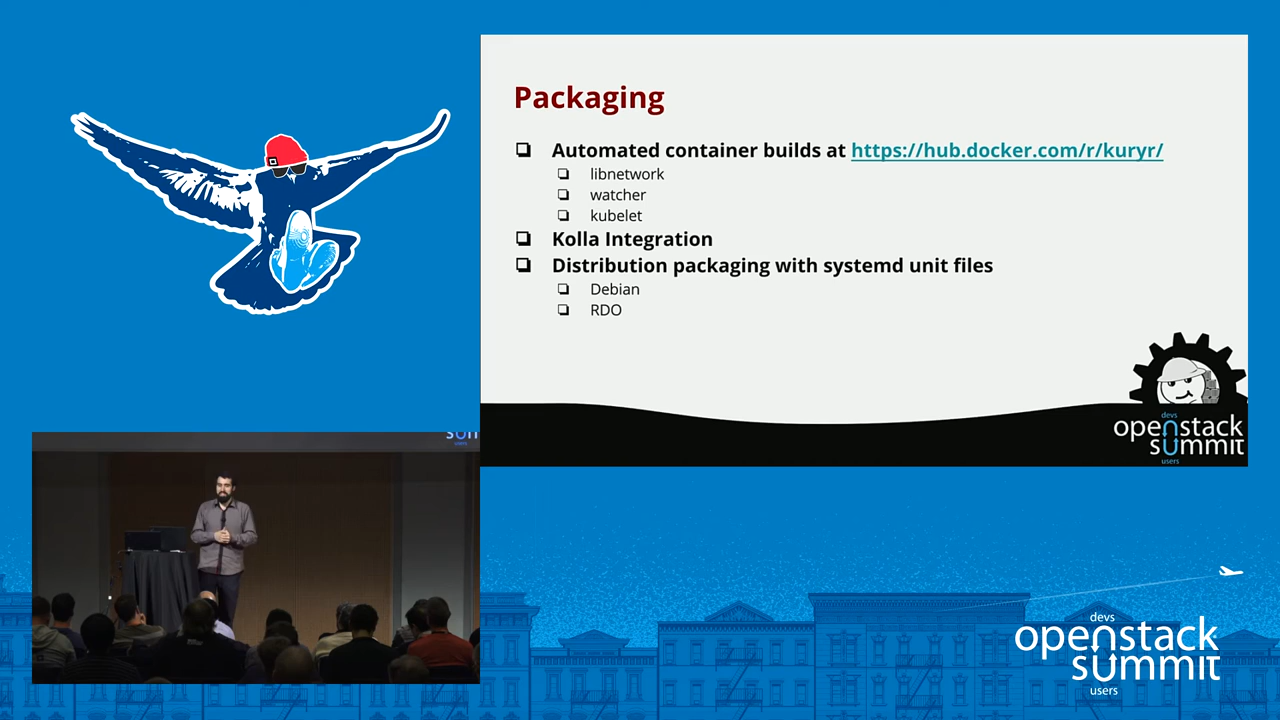 Packaging
❏ Automated container builds at https://hub.docker.com/r/kuryr/
❏ libnetwork
❏ watcher
❏ kubelet
❏ Kolla Integration
❏ Distribution packaging with systemd unit files
❏ Debian
❏ RDO
devs
openstack
summit
users
devs
openstack
summit
users